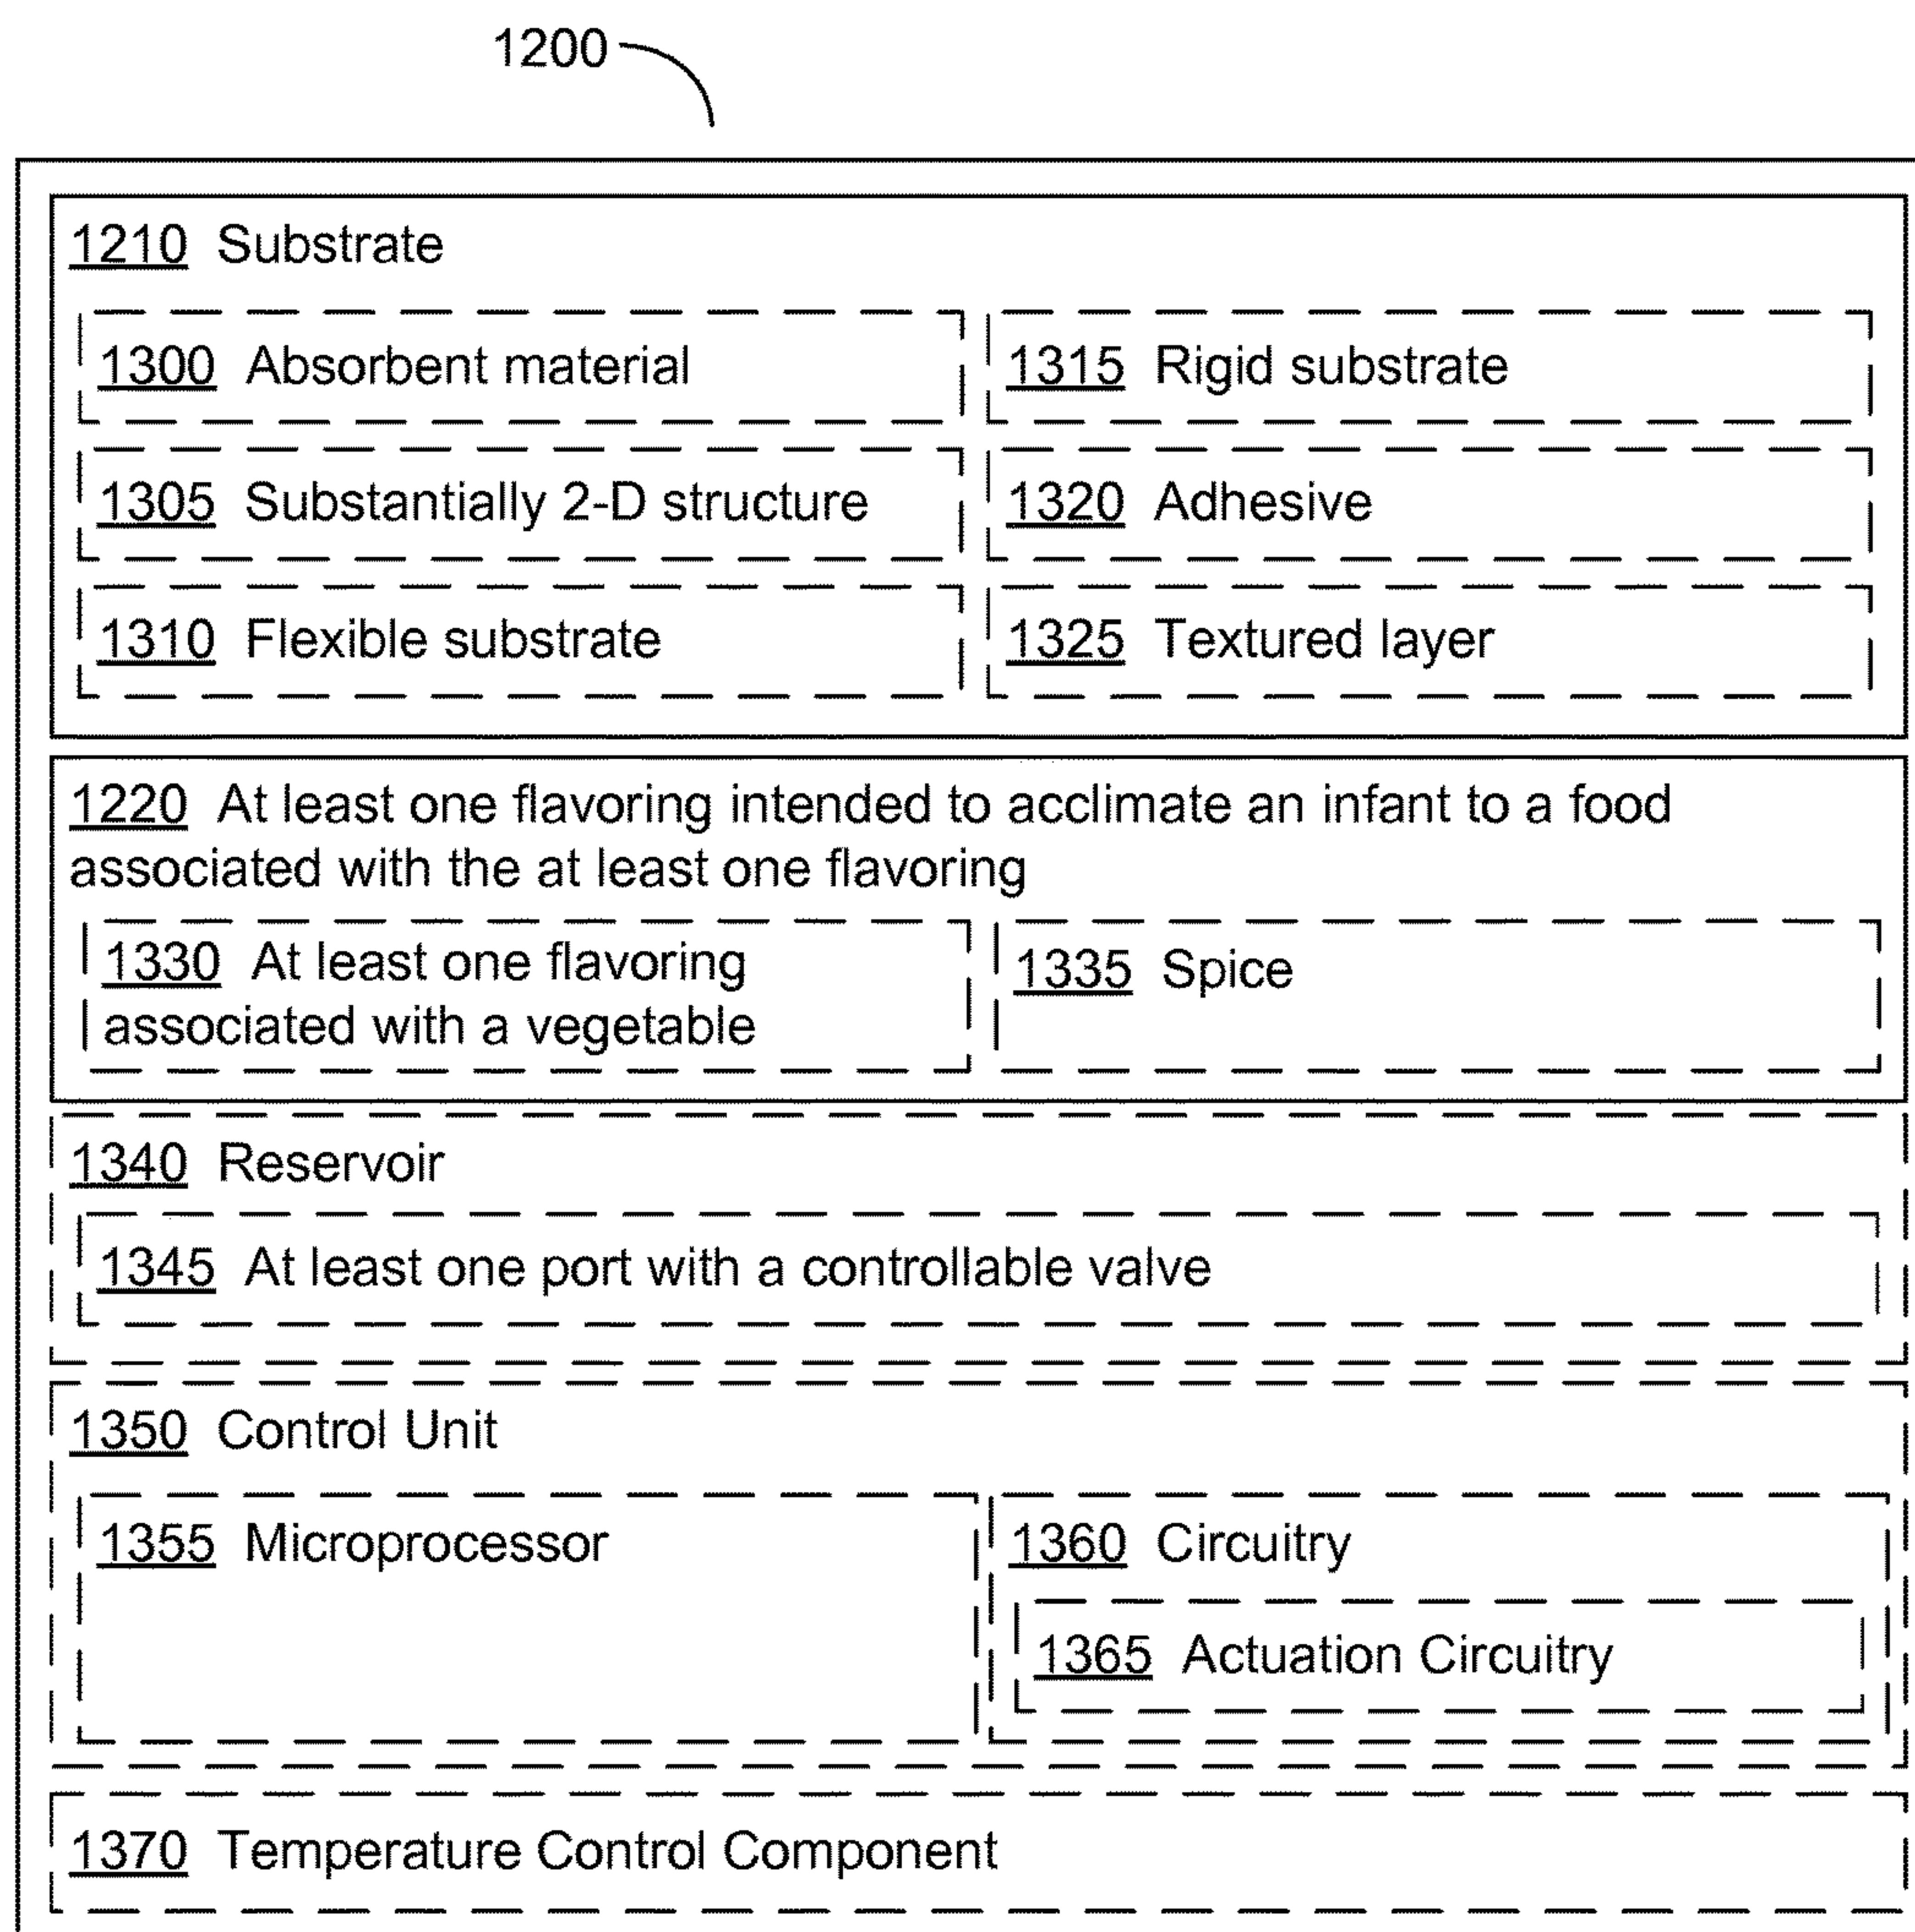 1200
1210 Substrate
1300 Absorbent material
1315 Rigid substrate
1305 Substantially 2-D structure
1320 Adhesive
1310 Flexible substrate
1325 Textured layer
1220 At least one flavoring intended to acclimate an infant to a food
associated with the at least one flavoring
1330 At least one flavoring
associated with a vegetable
1335 Spice
1340 Reservoir
1345 At least one port with a controllable valve
1350 Control Unit
1355 Microprocessor
1360 Circuitry
1365 Actuation Circuitry
1370 Temperature Control Component